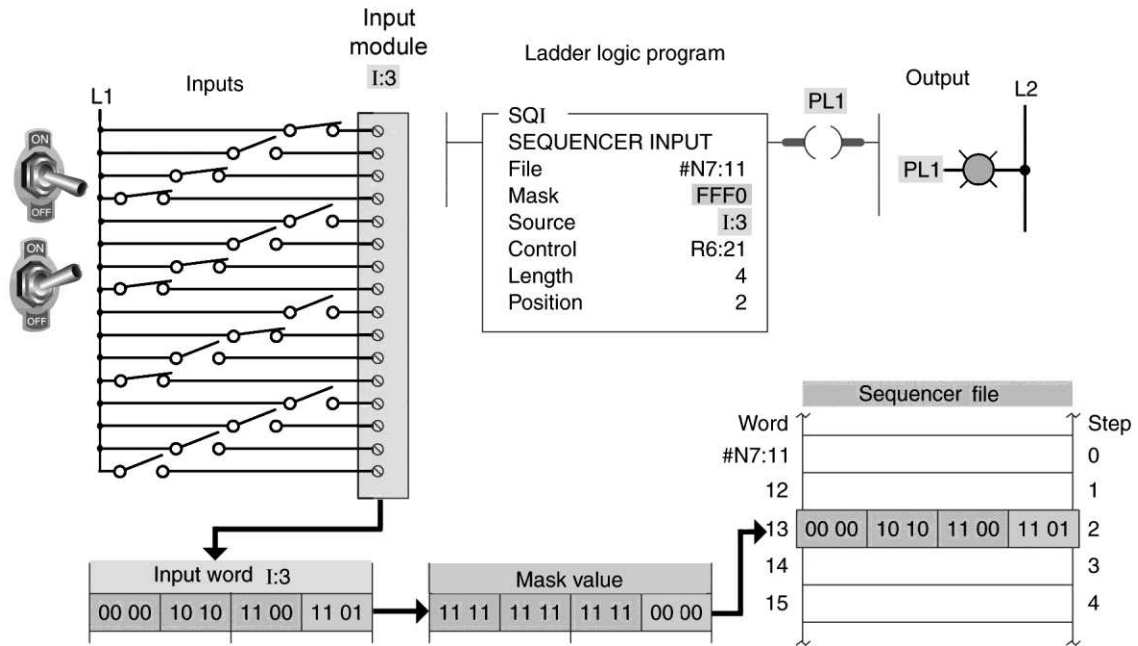 Input
module
I:3
Inputs
L1
ON
OFF
ON
OFF
Ladder logic program
SQI
SEQUENCER INPUT
File #N7:11
Mask FFF0
Source I:3
Control R6:21
Length 4
Position 2
PL1
Output
L2
PL1
Sequencer file
Word Step
#N7:11 0
12 1
13 00 00 10 10 11 00 11 01 2
14 3
15 4
Input word I:3
00 00 10 10 11 00 11 01
Mask value
11 11 11 11 11 11 00 00